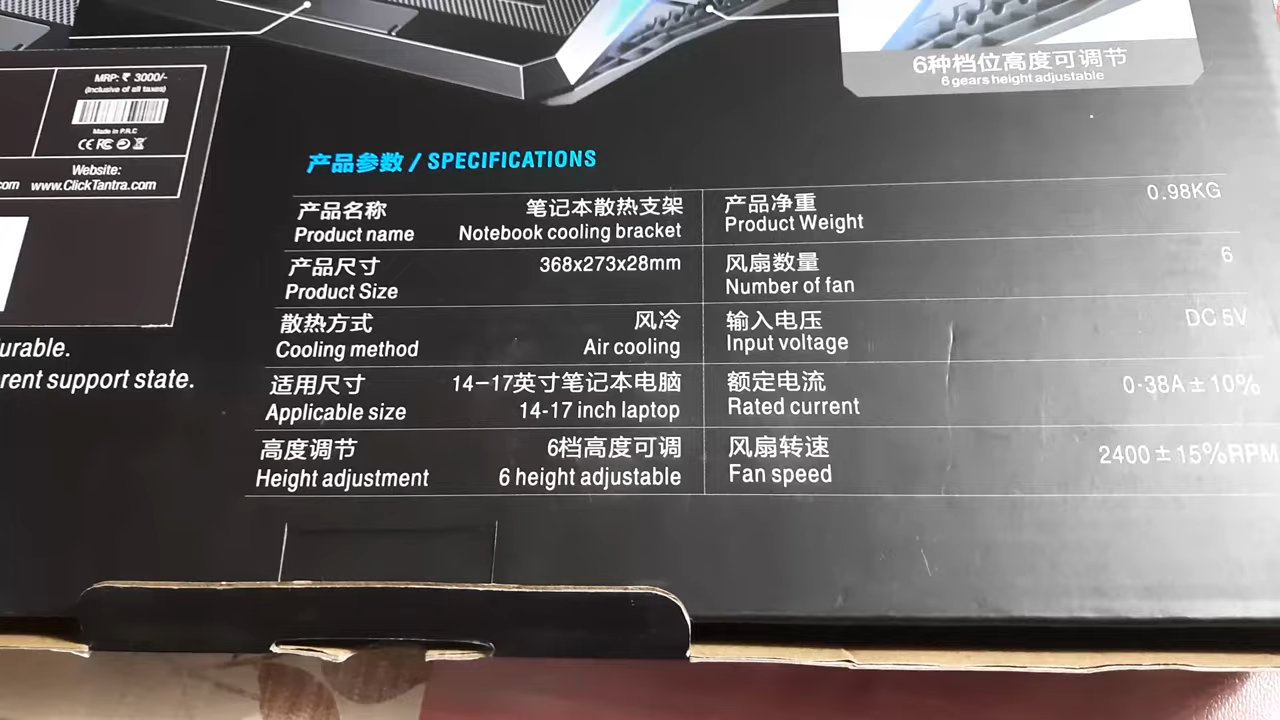 6种档位高度可调节
6 gears height adjustable
MRP: ₹ 3000/-
(Inclusive of all taxes)
Made in P.R.C
Website:
com www.ClickTantra.com
urable.
rent support state.
产品参数 / SPECIFICATIONS
产品名称 笔记本散热支架
Product name Notebook cooling bracket
产品尺寸 368x273x28mm
Product Size
散热方式 风冷
Cooling method Air cooling
适用尺寸 14-17英寸笔记本电脑
Applicable size 14-17 inch laptop
高度调节 6档高度可调
Height adjustment 6 height adjustable
产品净重 0.98KG
Product Weight
风扇数量 6
Number of fan
输入电压 DC 5V
Input voltage
额定电流 0·38A±10%
Rated current
风扇转速 2400±15%RPM
Fan speed